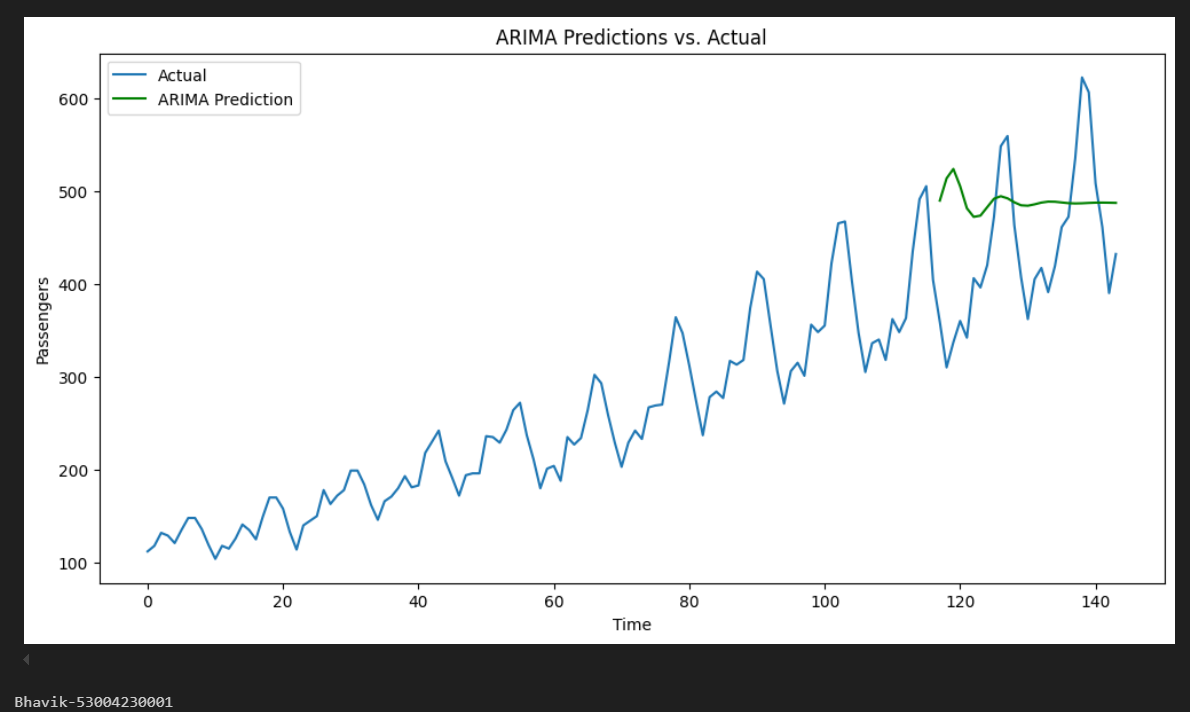 ARIMA Predictions vs. Actual
Actual
ARIMA Prediction
600
500
400
300
200
100
Passengers
0 20 40 60 80 100 120 140
Time
Bhavik-53004230001